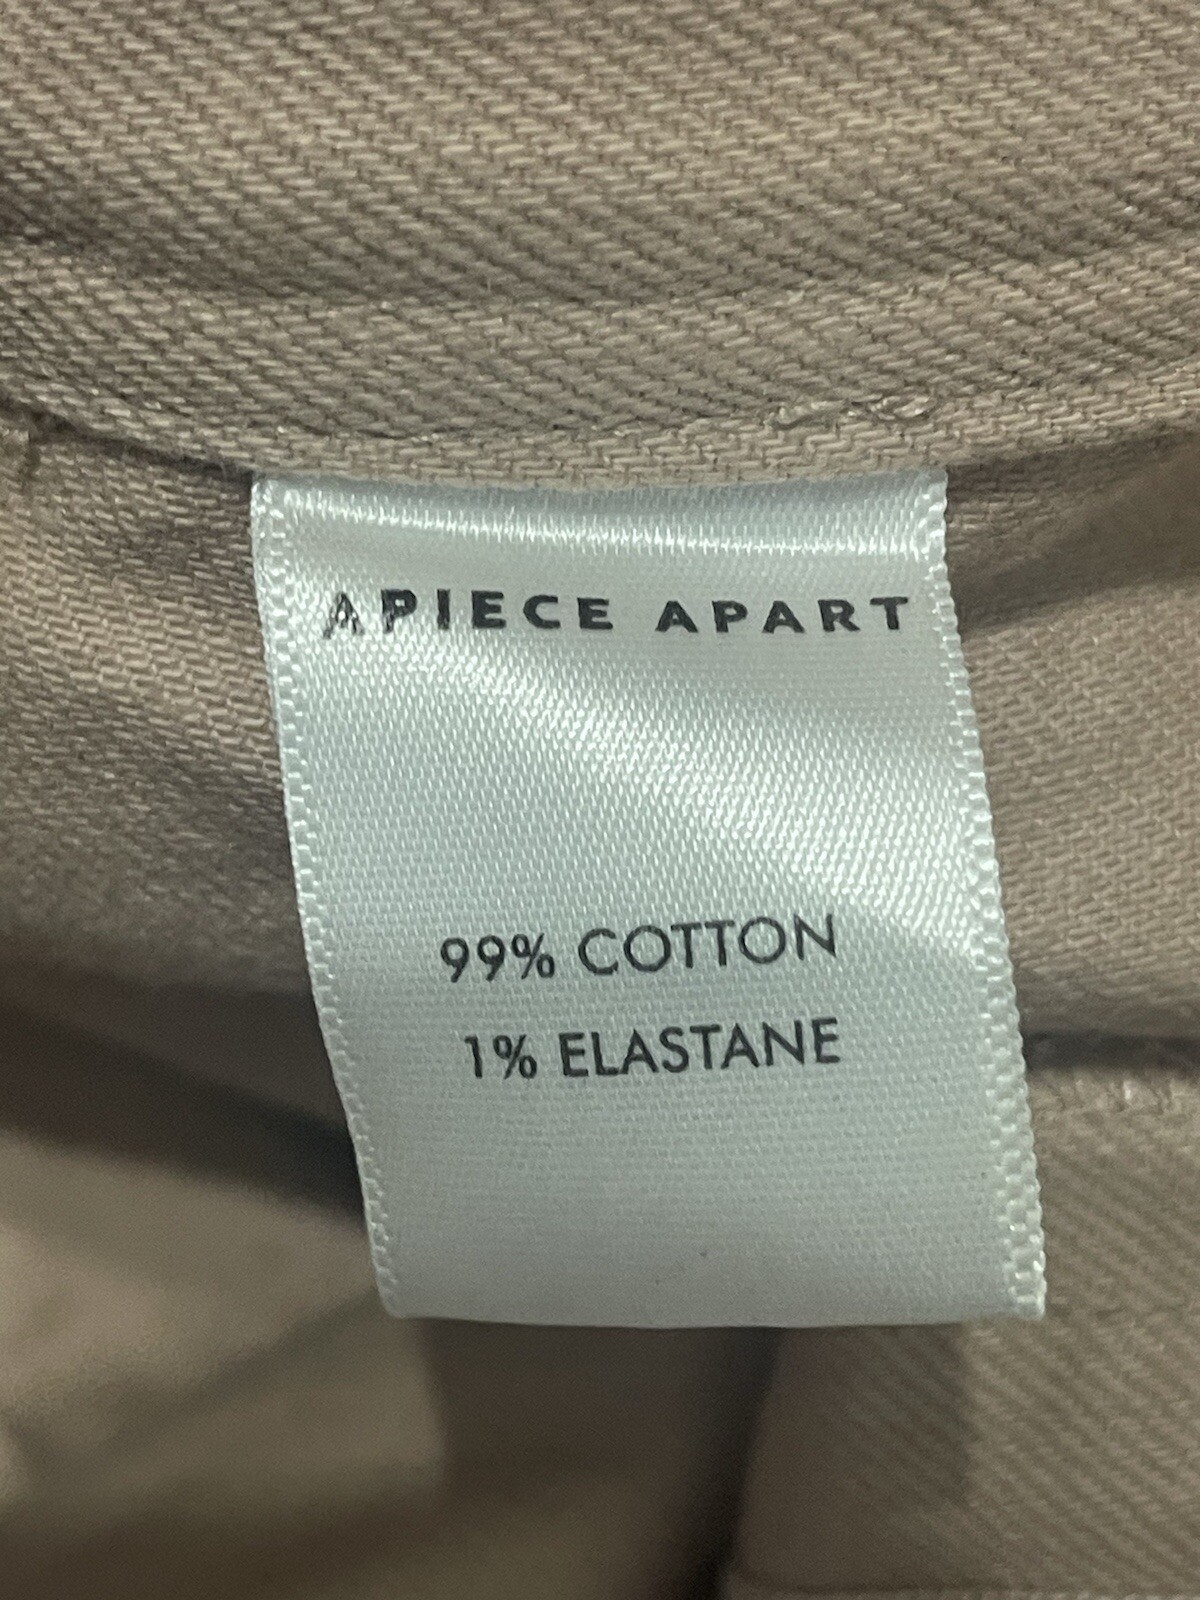 APIECE APART
99% COTTON
1% ELASTANE